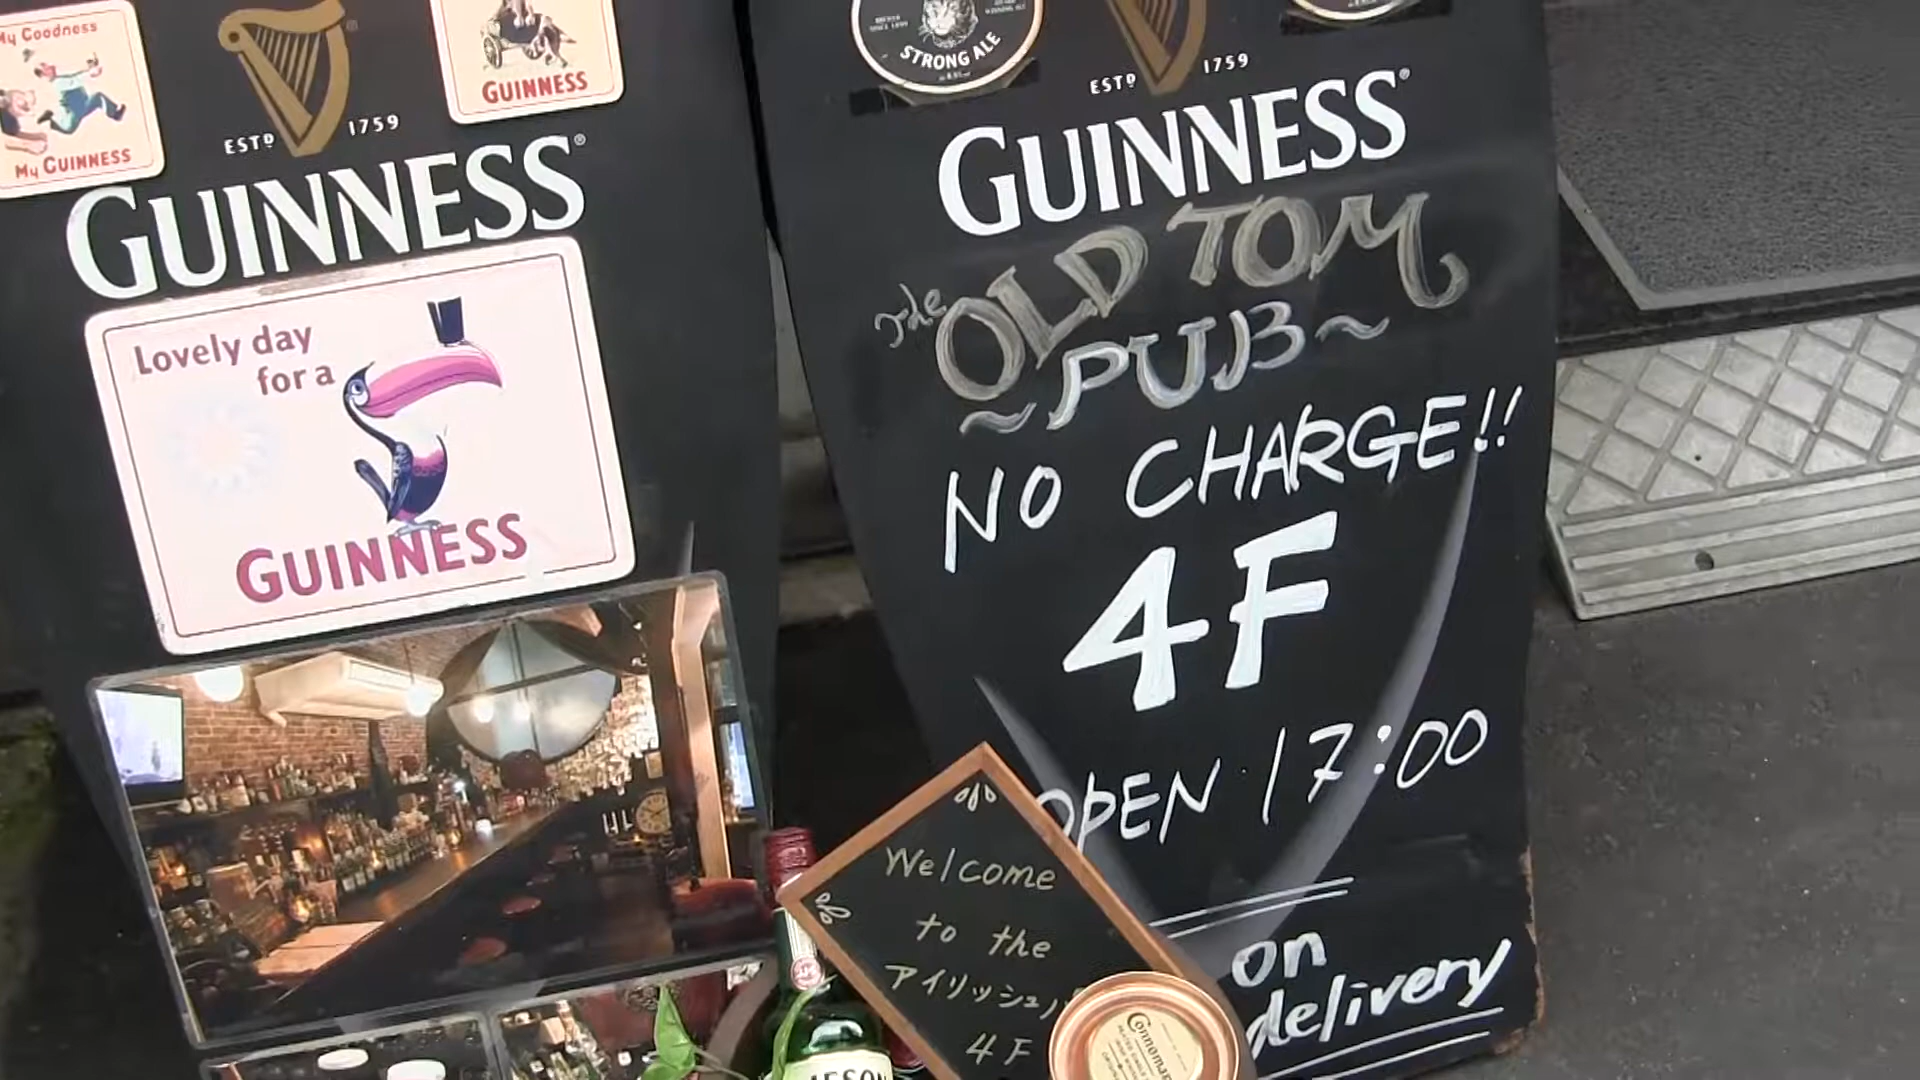 My Goodness
My GUINNESS
ESTD 1759
GUINNESS
GUINNESS
Lovely day
for a
GUINNESS
STRONG ALE
ESTD 1759
GUINNESS
The OLD TOM
~PUB~
NO CHARGE!!
4F
OPEN 17:00
on
delivery
Welcome
to the
アイリッシュパ
4F